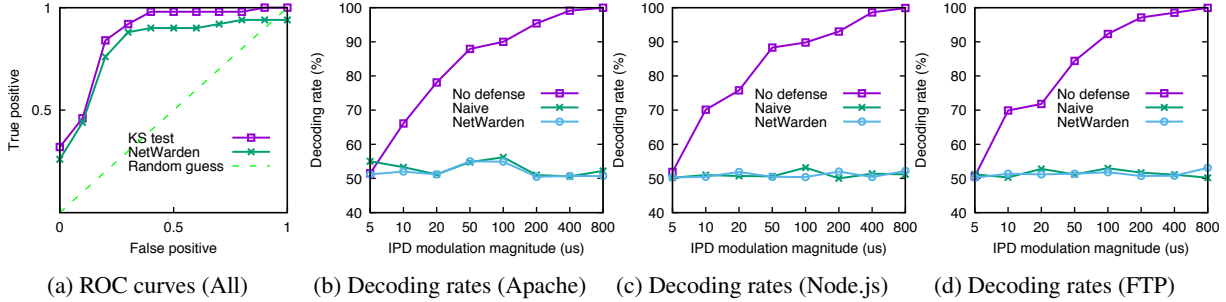 1
0.5
0
0.5
1
True positive
False positive
KS test
NetWarden
Random guess
(a) ROC curves (All)
100
90
80
70
60
50
40
5 10 20 50 100 200 400 800
Decoding rate (%)
IPD modulation magnitude (us)
No defense
Naive
NetWarden
(b) Decoding rates (Apache)
100
90
80
70
60
50
40
5 10 20 50 100 200 400 800
Decoding rate (%)
IPD modulation magnitude (us)
No defense
Naive
NetWarden
(c) Decoding rates (Node.js)
100
90
80
70
60
50
40
5 10 20 50 100 200 400 800
Decoding rate (%)
IPD modulation magnitude (us)
No defense
Naive
NetWarden
(d) Decoding rates (FTP)